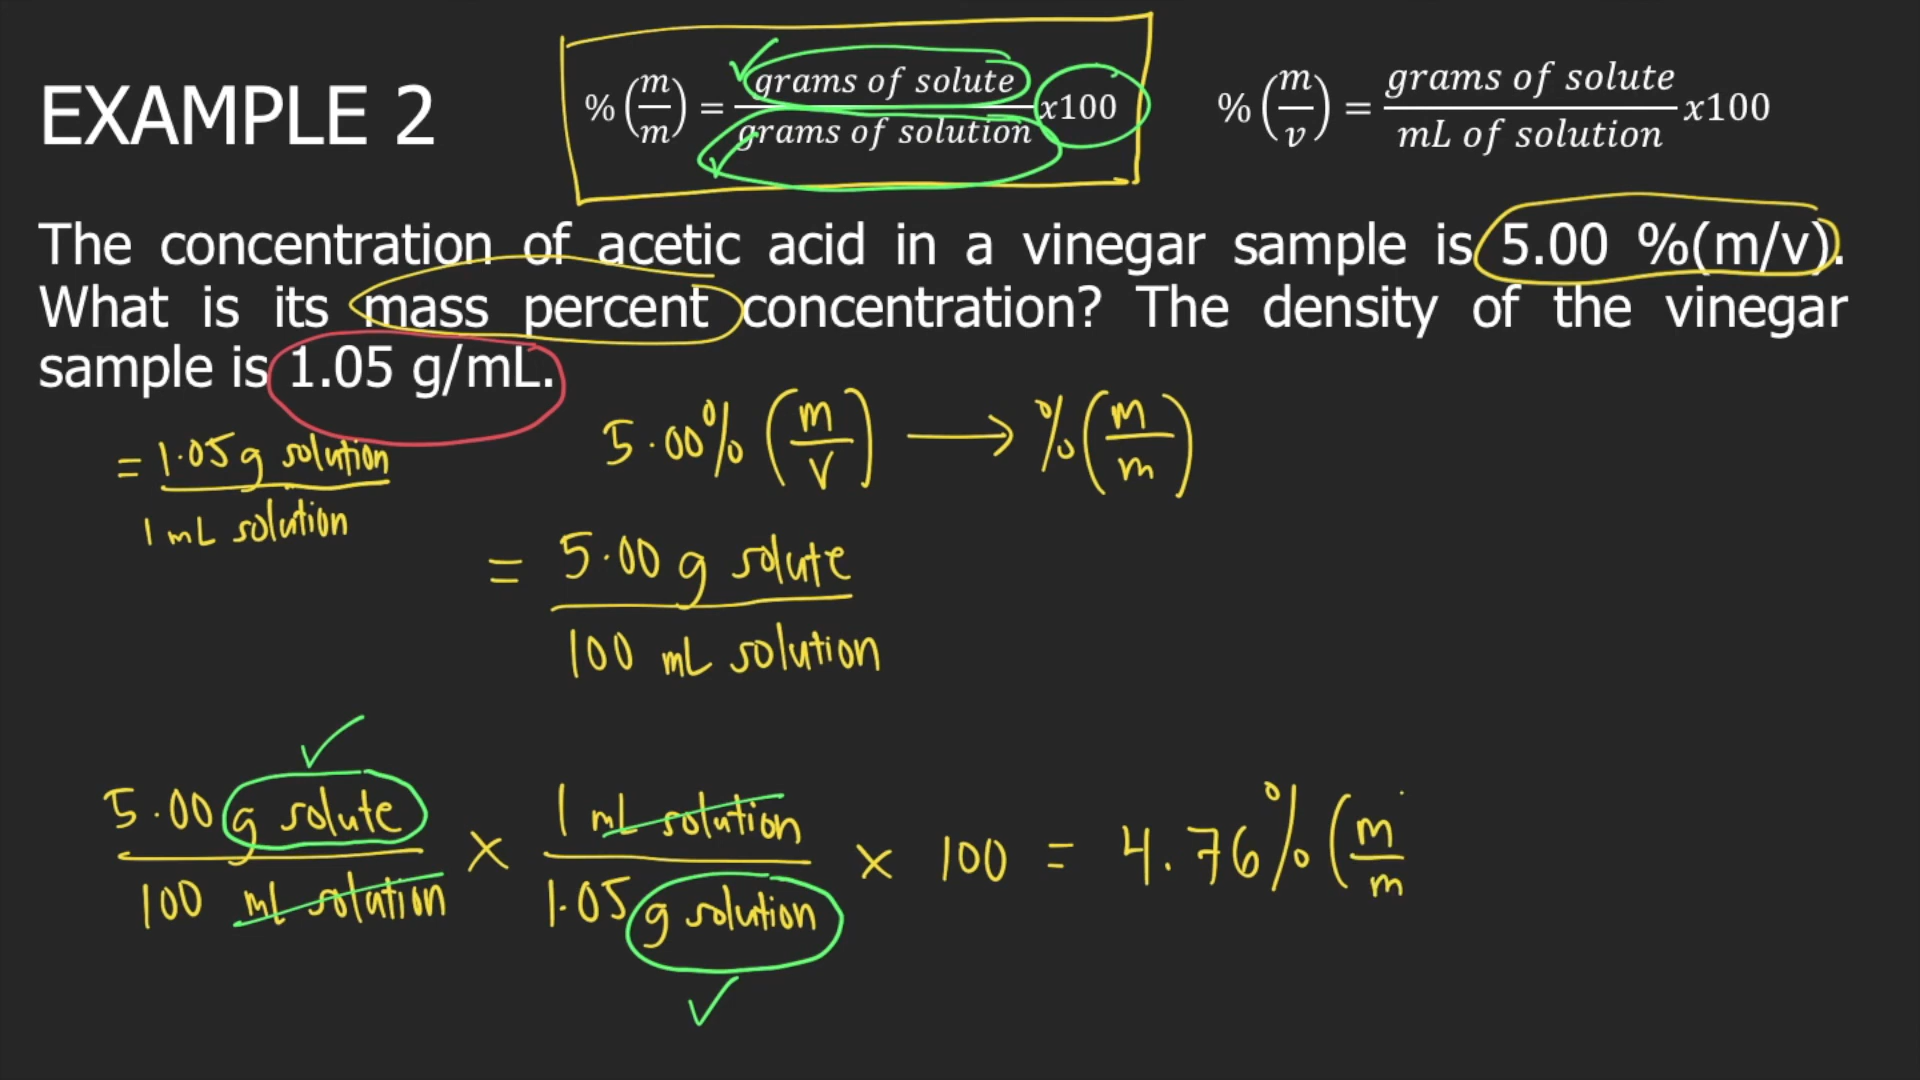 EXAMPLE 2
% (m/m) = grams of solute / grams of solution x100
% (m/v) = grams of solute / mL of solution x100
The concentration of acetic acid in a vinegar sample is 5.00 %(m/v).
What is its mass percent concentration? The density of the vinegar
sample is 1.05 g/mL.
= 1.05 g solution / 1 mL solution
5.00% (m/v) → % (m/m)
= 5.00 g solute / 100 mL solution
5.00 g solute / 100 mL solution x 1 mL solution / 1.05 g solution x 100 = 4.76% (m/m